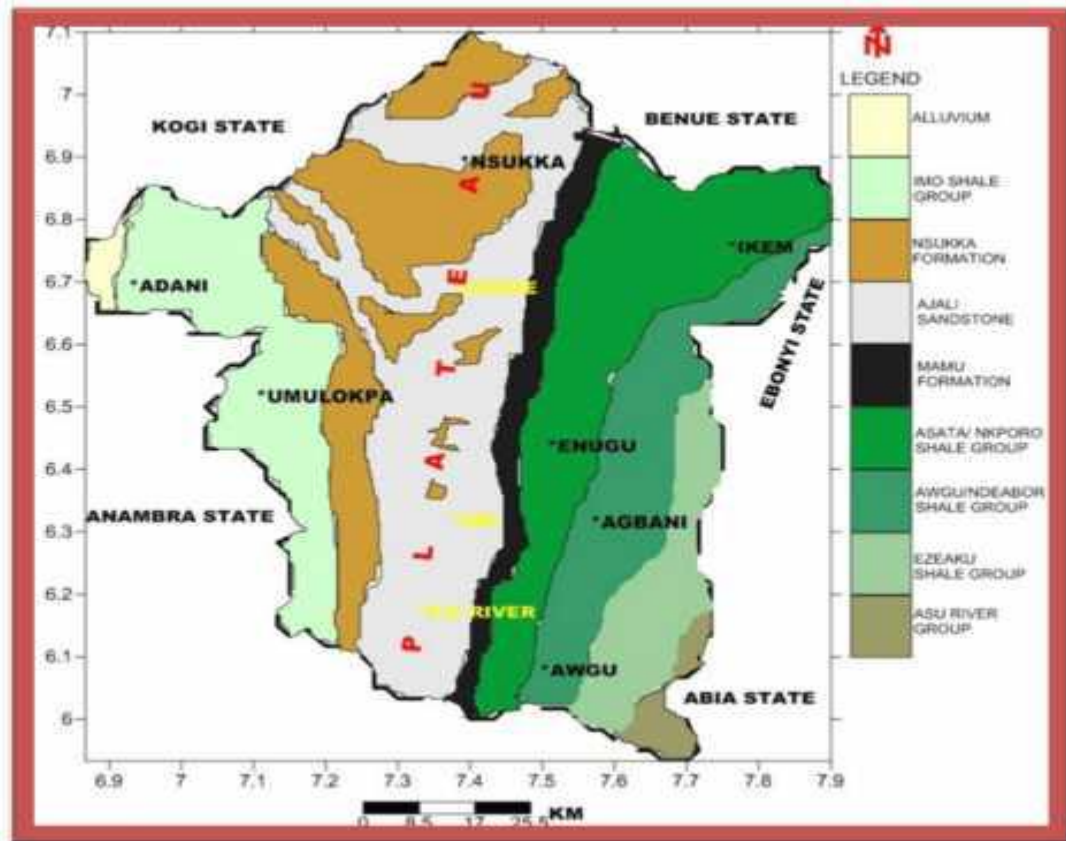 7.1
7
6.9
6.8
6.7
6.6
6.5
6.4
6.3
6.2
6.1
6
6.9
7
7.1
7.2
7.3
7.4
7.5
7.6
7.7
7.8
7.9
KOGI STATE
BENUE STATE
EBONYI STATE
ANAMBRA STATE
ABIA STATE
*NSUKKA
*IKEM
*ADANI
*UMULOKPA
*ENUGU
*AGBANI
*AWGU
PLATEAU
RIVER
0 8.5 17 25.5 KM
N
LEGEND
ALLUVIUM
IMO SHALE
GROUP
NSUKKA
FORMATION
AJALI
SANDSTONE
MAMU
FORMATION
ASATA/ NKPORO
SHALE GROUP
AWGU/NDEABOR
SHALE GROUP
EZEAKU
SHALE GROUP
ASU RIVER
GROUP